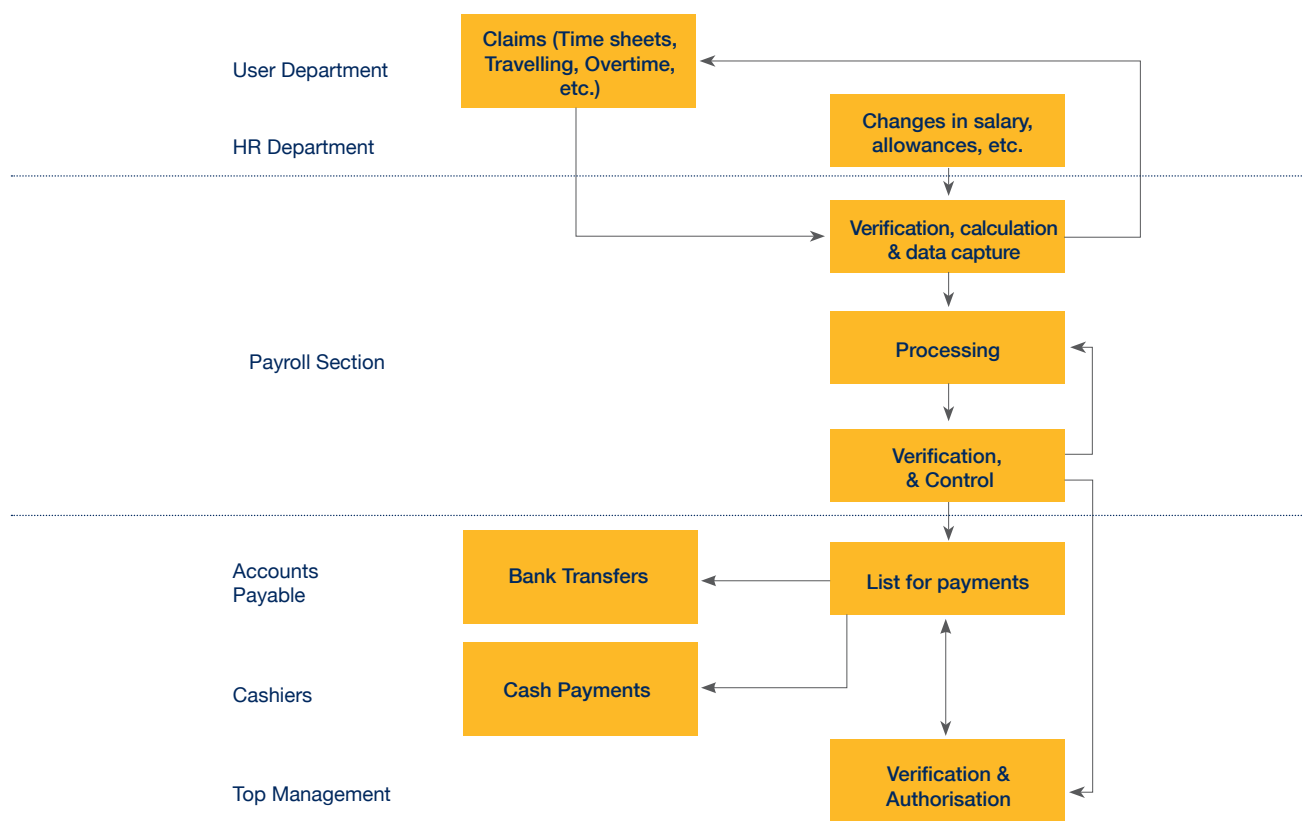 User Department
Claims (Time sheets,
Travelling, Overtime,
etc.)
HR Department
Changes in salary,
allowances, etc.
Verification, calculation
& data capture
Payroll Section
Processing
Verification,
& Control
Accounts
Payable
Bank Transfers
List for payments
Cashiers
Cash Payments
Top Management
Verification &
Authorisation